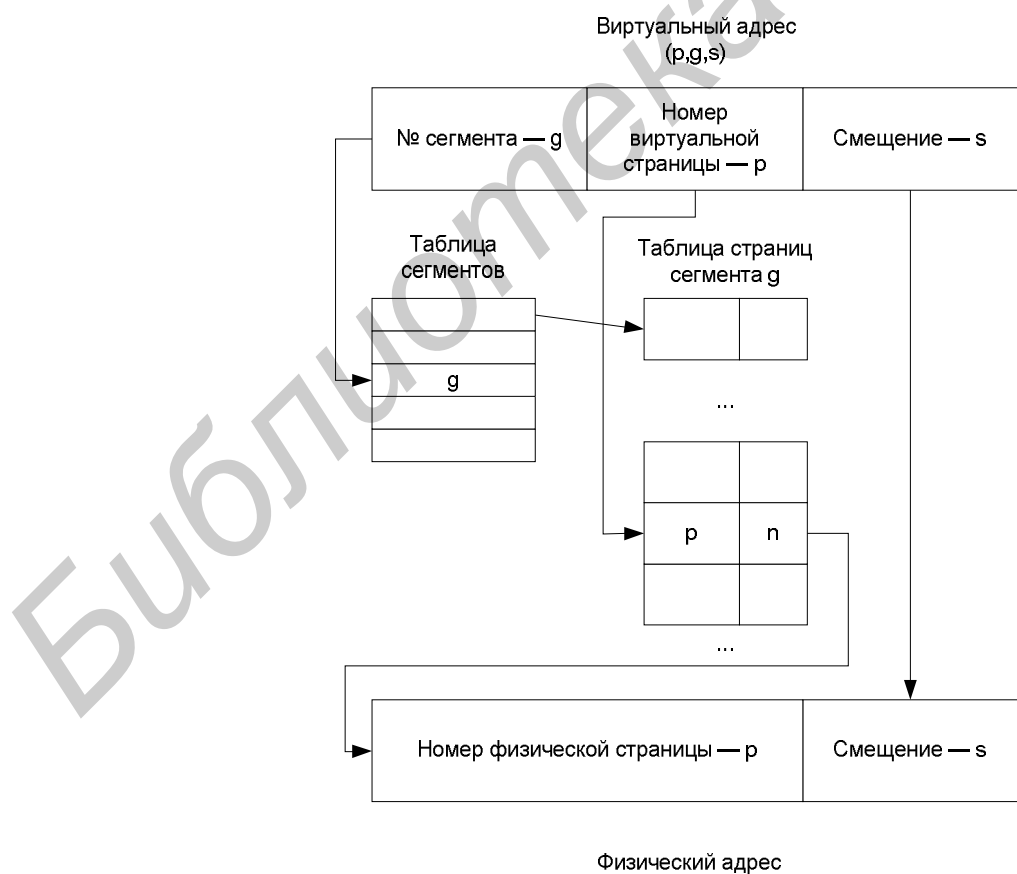 Виртуальный адрес
(p,g,s)
№ сегмента — g
Номер
виртуальной
страницы — p
Смещение — s
Таблица
сегментов
Таблица страниц
сегмента g
g
...
p
n
...
Номер физической страницы — p
Смещение — s
Физический адрес
Библиотека